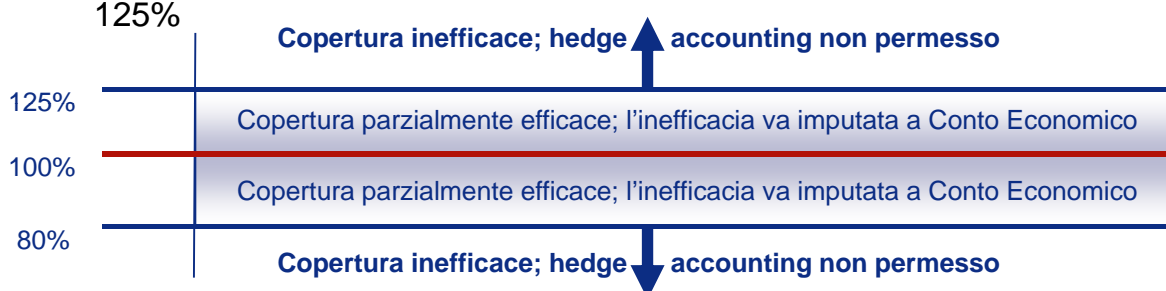 125%
Copertura inefficace; hedge accounting non permesso
125%
Copertura parzialmente efficace; l’inefficacia va imputata a Conto Economico
100%
Copertura parzialmente efficace; l’inefficacia va imputata a Conto Economico
80%
Copertura inefficace; hedge accounting non permesso